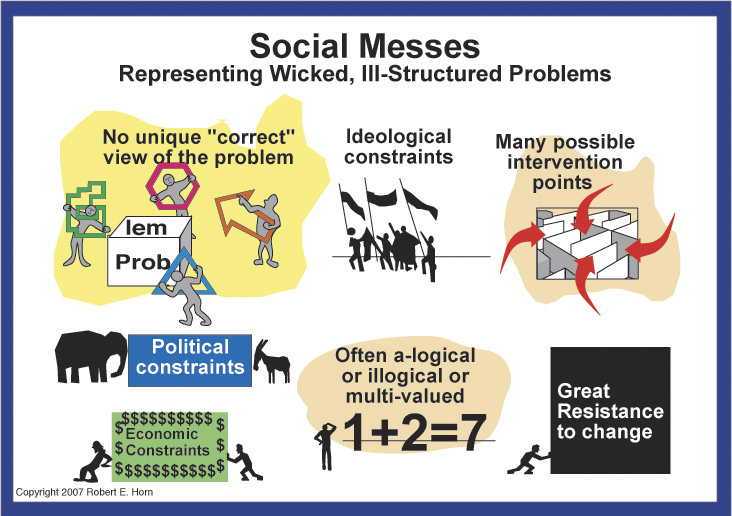 Social Messes
Representing Wicked, Ill-Structured Problems
No unique "correct"
view of the problem
lem
Prob
Ideological
constraints
Many possible
intervention
points
Political
constraints
Often a-logical
or illogical or
multi-valued
1+2=7
Great
Resistance
to change
$$$$$$$$$$
$ Economic $
$ Constraints $
$ $$$$$$$$$$ $
Copyright 2007 Robert E. Horn